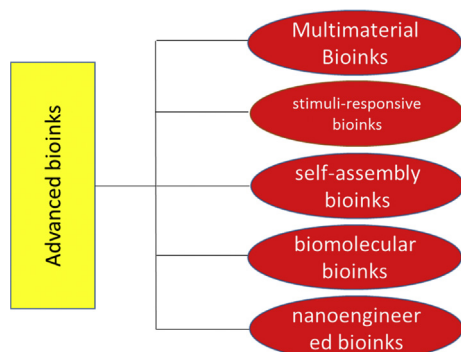 Advanced bioinks
Multimaterial
Bioinks
stimuli-responsive
bioinks
self-assembly
bioinks
biomolecular
bioinks
nanoengineer
ed bioinks